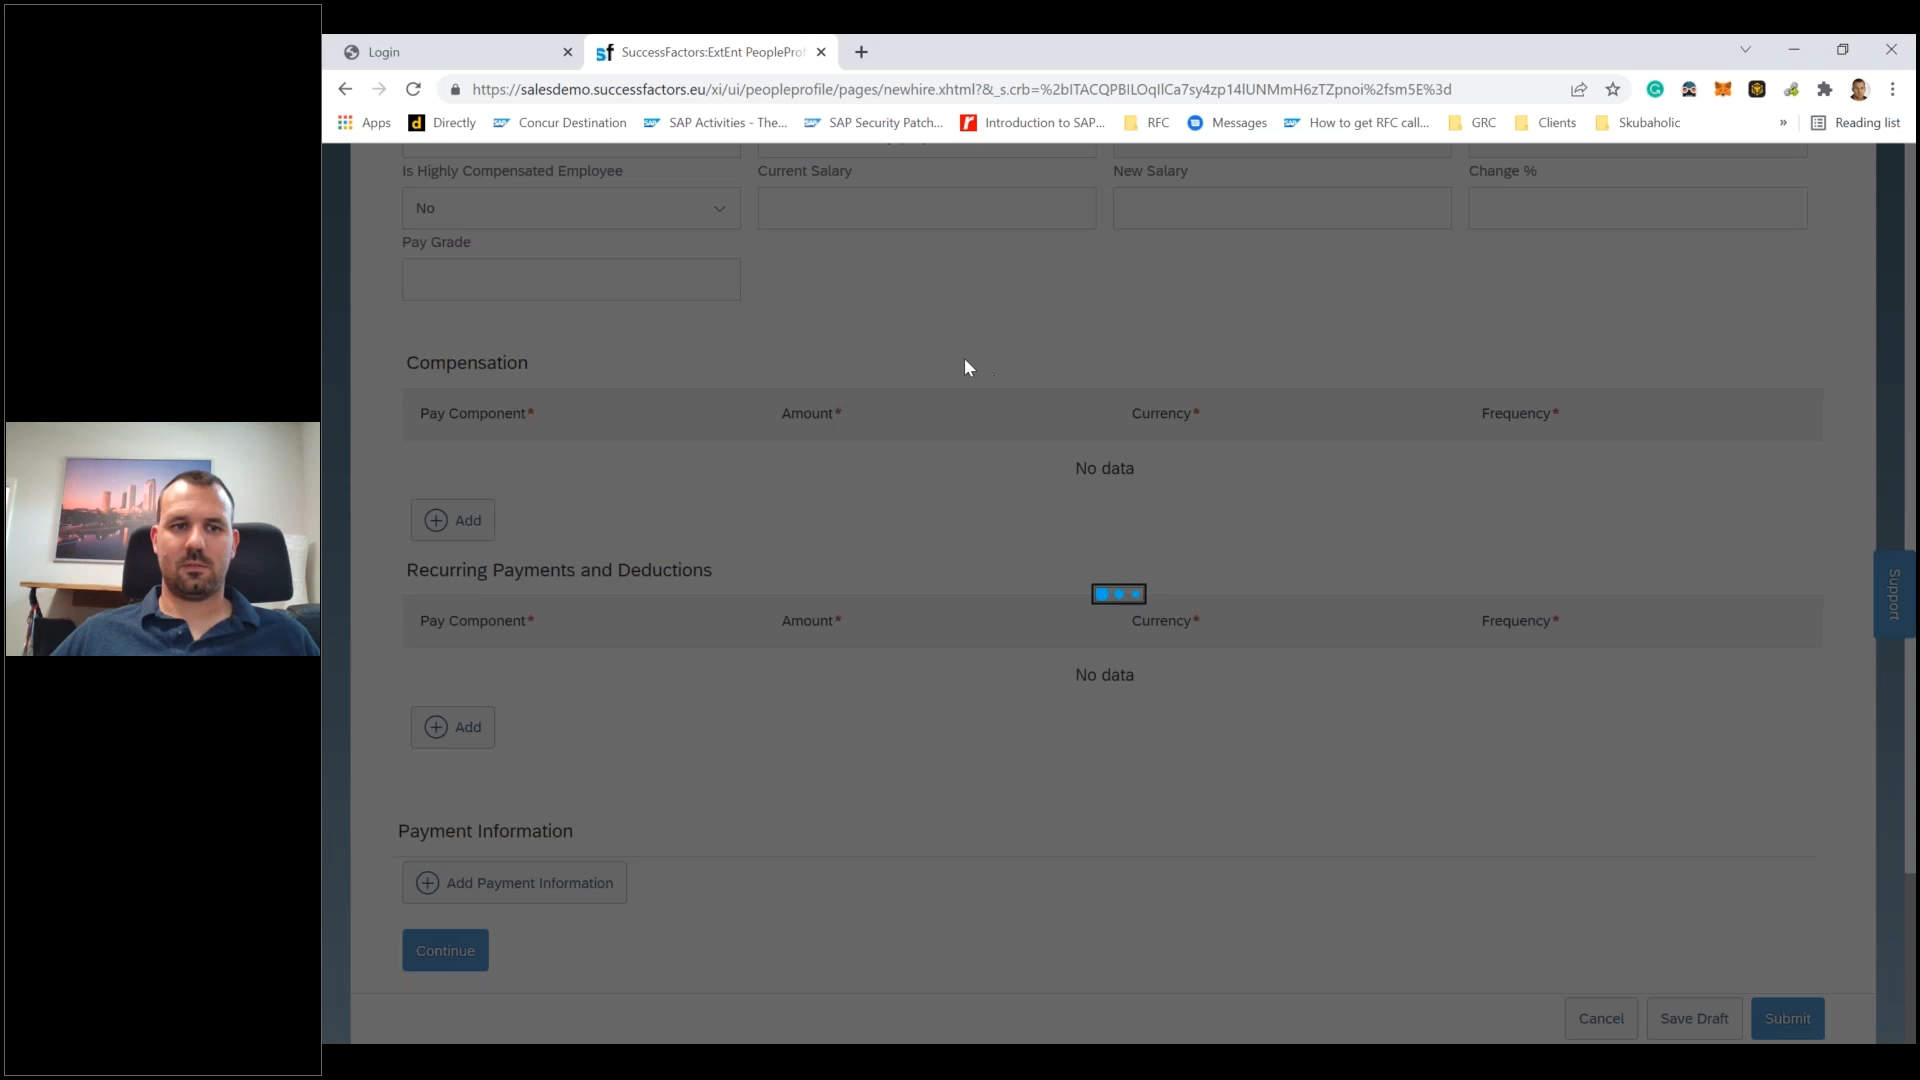 Login
SuccessFactors:ExtEnt PeopleProf
https://salesdemo.successfactors.eu/xi/ui/peopleprofile/pages/newhire.xhtml?&_s.crb=%2bITACQPBILOqIlCa7sy4zp14lUNMmH6zTZpnoi%2fsm5E%3d
Apps Directly Concur Destination SAP Activities - The... SAP Security Patch... Introduction to SAP... RFC Messages How to get RFC call... GRC Clients Skubaholic » Reading list
Is Highly Compensated Employee Current Salary New Salary Change %
No
Pay Grade
Compensation
Pay Component* Amount* Currency* Frequency*
No data
Add
Recurring Payments and Deductions
Pay Component* Amount* Currency* Frequency*
No data
Add
Support
Payment Information
Add Payment Information
Continue
Cancel Save Draft Submit